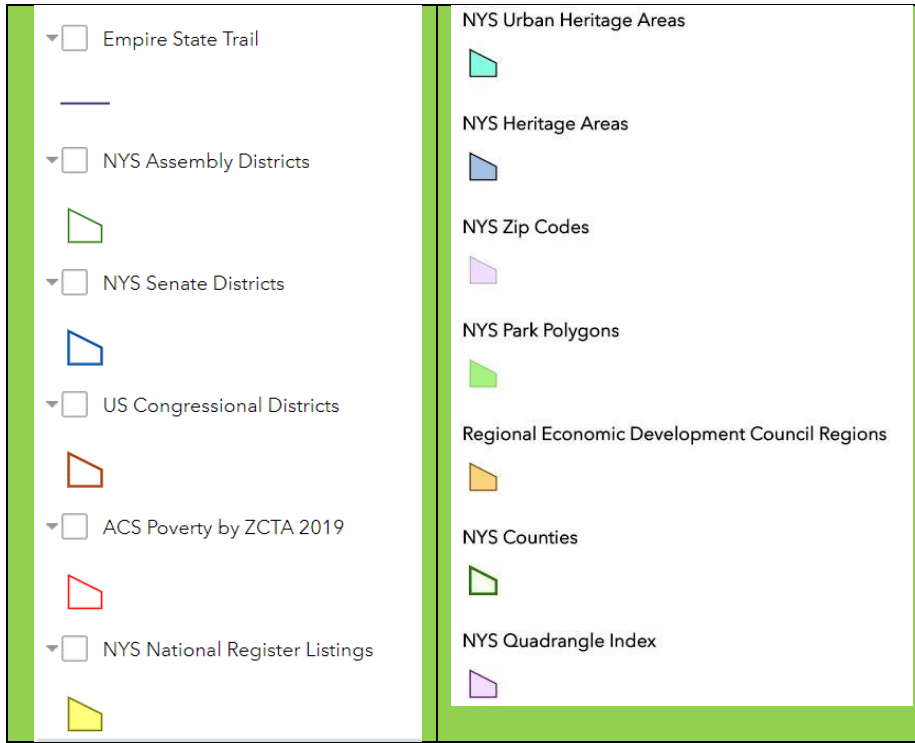 Empire State Trail
NYS Assembly Districts
NYS Senate Districts
US Congressional Districts
ACS Poverty by ZCTA 2019
NYS National Register Listings
NYS Urban Heritage Areas
NYS Heritage Areas
NYS Zip Codes
NYS Park Polygons
Regional Economic Development Council Regions
NYS Counties
NYS Quadrangle Index